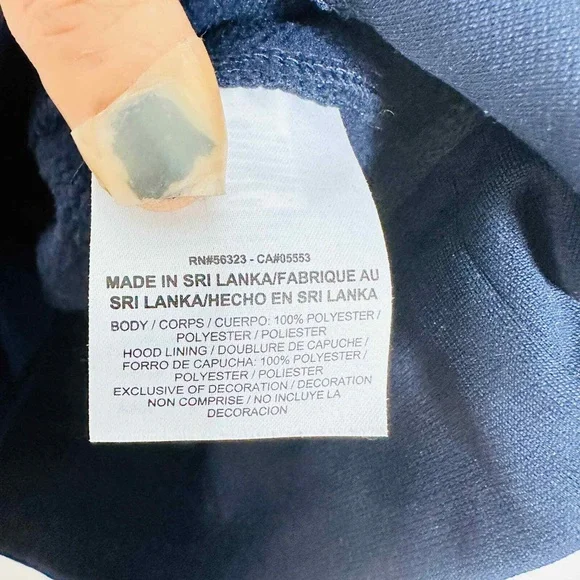 RN#56323 - CA#05553
MADE IN SRI LANKA/FABRIQUE AU
SRI LANKA/HECHO EN SRI LANKA
BODY / CORPS / CUERPO: 100% POLYESTER /
POLYESTER / POLIESTER
HOOD LINING / DOUBLURE DE CAPUCHE /
FORRO DE CAPUCHA: 100% POLYESTER /
POLYESTER / POLIESTER
EXCLUSIVE OF DECORATION / DECORATION
NON COMPRISE / NO INCLUYE LA
DECORACION